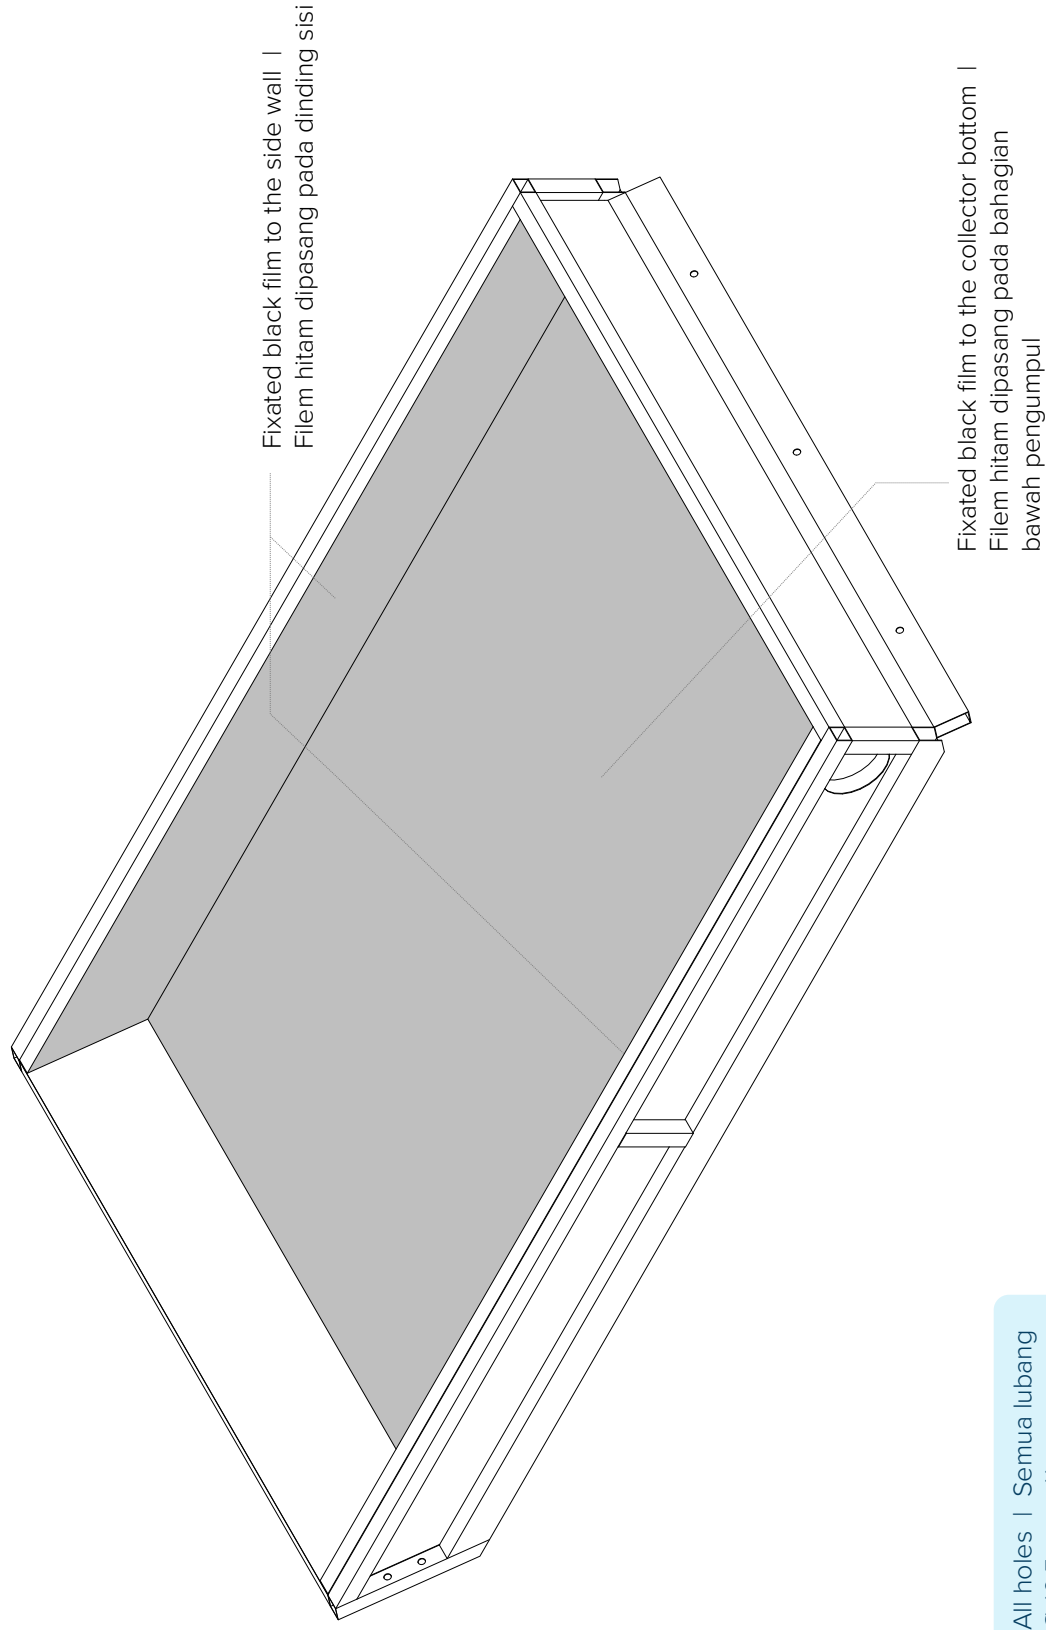 Fixated black film to the side wall |
Filem hitam dipasang pada dinding sisi
Fixated black film to the collector bottom |
Filem hitam dipasang pada bahagian
bawah pengumpul
All holes | Semua lubang